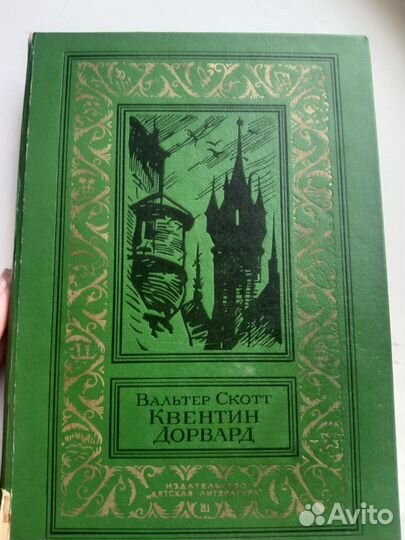 Вальтер Скотт
Квентин
Дорвард
ИЗДАТЕЛЬСТВО
"ДЕТСКАЯ ЛИТЕРАТУРА"
Avito